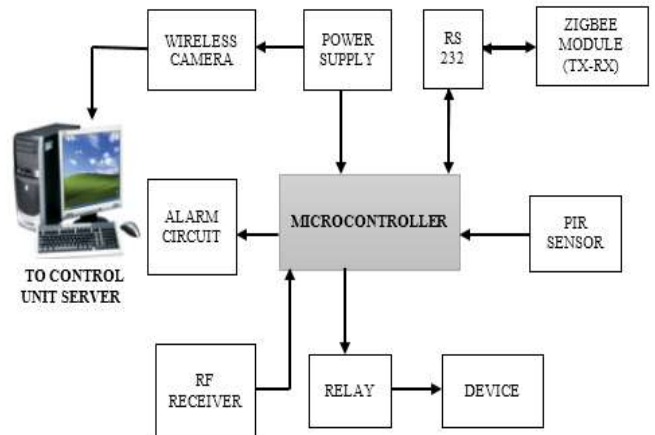 WIRELESS
CAMERA
POWER
SUPPLY
RS
232
ZIGBEE
MODULE
(TX-RX)
ALARM
CIRCUIT
MICROCONTROLLER
PIR
SENSOR
TO CONTROL
UNIT SERVER
RF
RECEIVER
RELAY
DEVICE